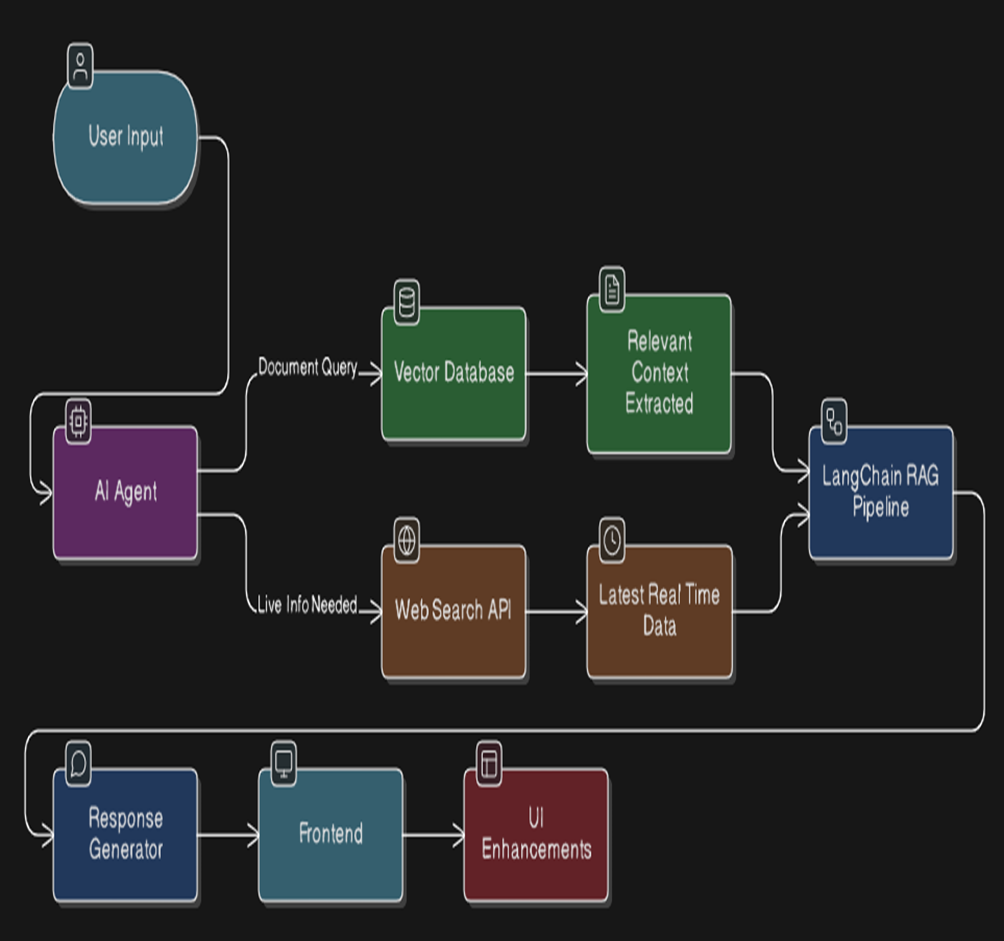 User Input
Document Query
Vector Database
Relevant
Context
Extracted
AI Agent
LangChain RAG
Pipeline
Live Info Needed
Web Search API
Latest Real Time
Data
Response
Generator
Frontend
UI
Enhancements